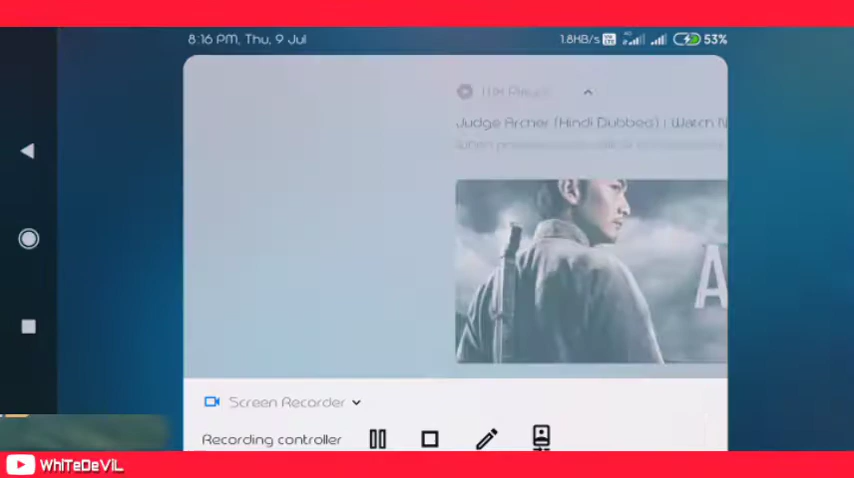 8:16 PM, Thu, 9 Jul
1.8KB/s 4G 53%
Judge Archer (Hindi Dubbed) | Watch N
A
Screen Recorder
Recording controller
WhiTeDeViL